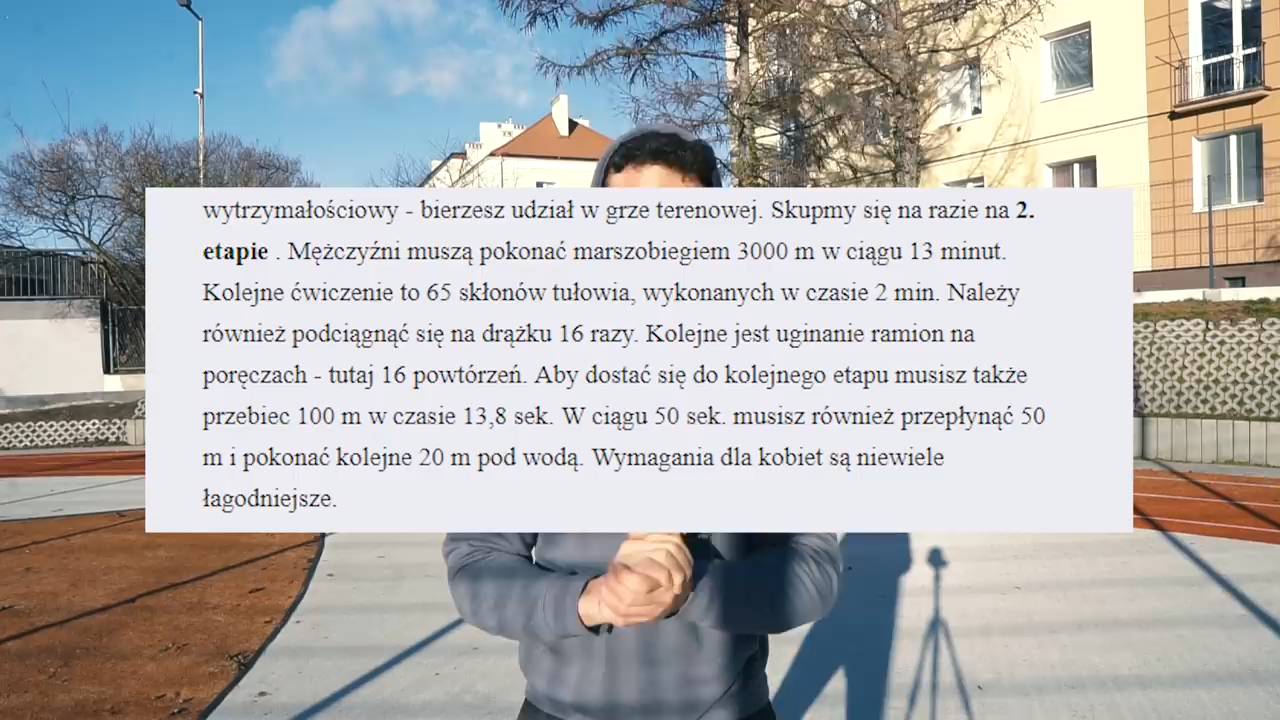 wytrzymałościowy - bierzesz udział w grze terenowej. Skupmy się na razie na 2.
etapie . Mężczyźni muszą pokonać marszobiegiem 3000 m w ciągu 13 minut.
Kolejne ćwiczenie to 65 skłonów tułowia, wykonanych w czasie 2 min. Należy
również podciągnąć się na drążku 16 razy. Kolejne jest uginanie ramion na
poręczach - tutaj 16 powtórzeń. Aby dostać się do kolejnego etapu musisz także
przebiec 100 m w czasie 13,8 sek. W ciągu 50 sek. musisz również przepłynąć 50
m i pokonać kolejne 20 m pod wodą. Wymagania dla kobiet są niewiele
łagodniejsze.